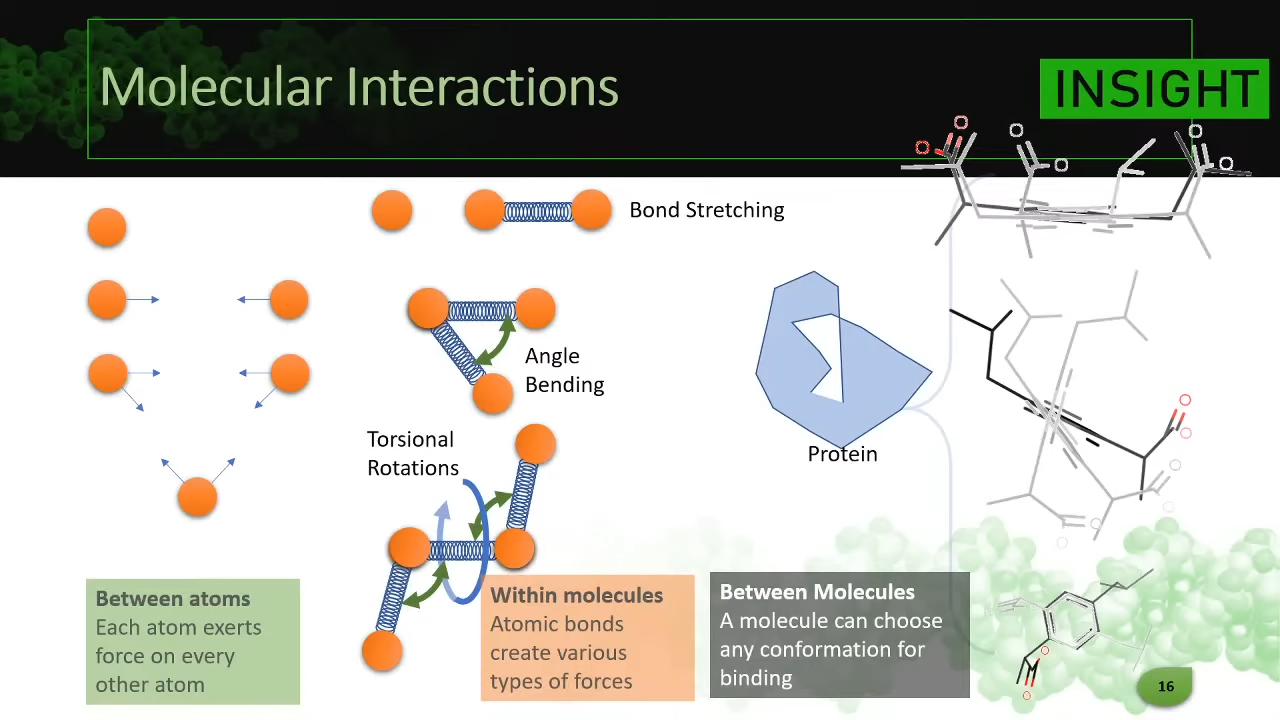 Molecular Interactions
INSIGHT
O
O
O
O
O
O
Bond Stretching
Angle
Bending
Torsional
Rotations
Protein
O
O
O
O
O
O
Between atoms
Each atom exerts
force on every
other atom
Within molecules
Atomic bonds
create various
types of forces
Between Molecules
A molecule can choose
any conformation for
binding
O
O
16